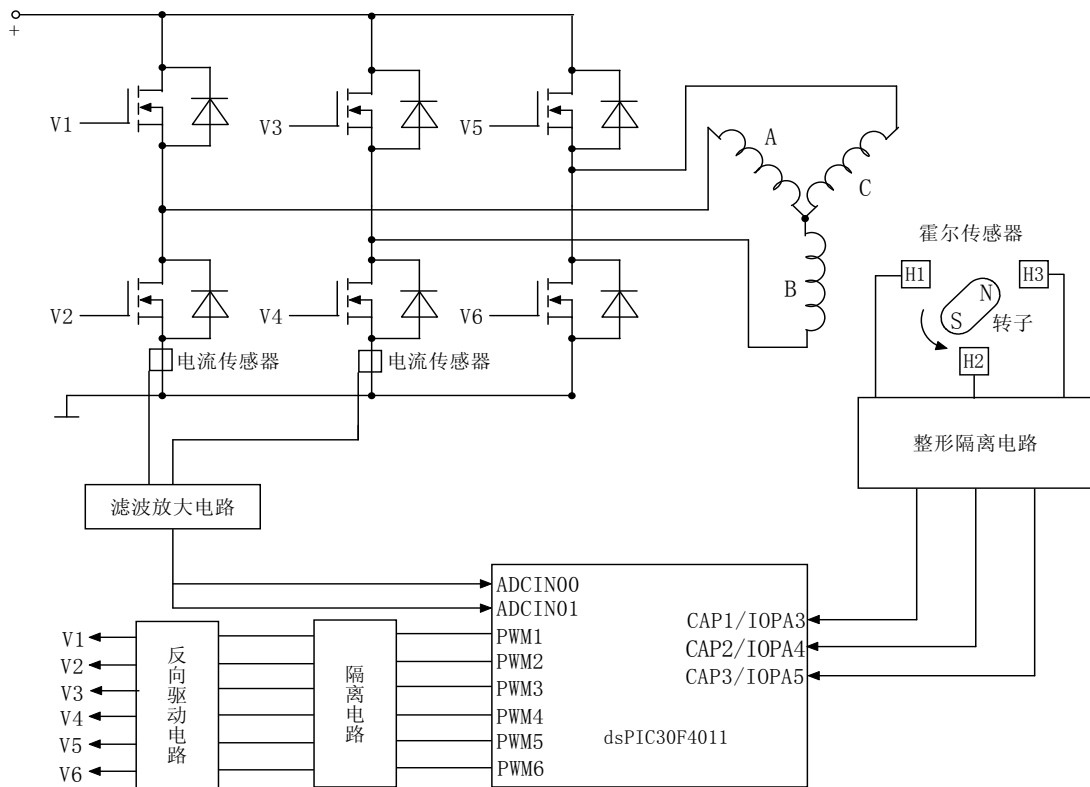 +
V1
V3
V5
A
C
B
霍尔传感器
H1
H3
N
S
转子
H2
V2
V4
V6
电流传感器
电流传感器
整形隔离电路
滤波放大电路
ADCIN00
ADCIN01
PWM1
PWM2
PWM3
PWM4
PWM5
PWM6
CAP1/IOPA3
CAP2/IOPA4
CAP3/IOPA5
dsPIC30F4011
V1
V2
V3
V4
V5
V6
反向驱动电路
隔离电路